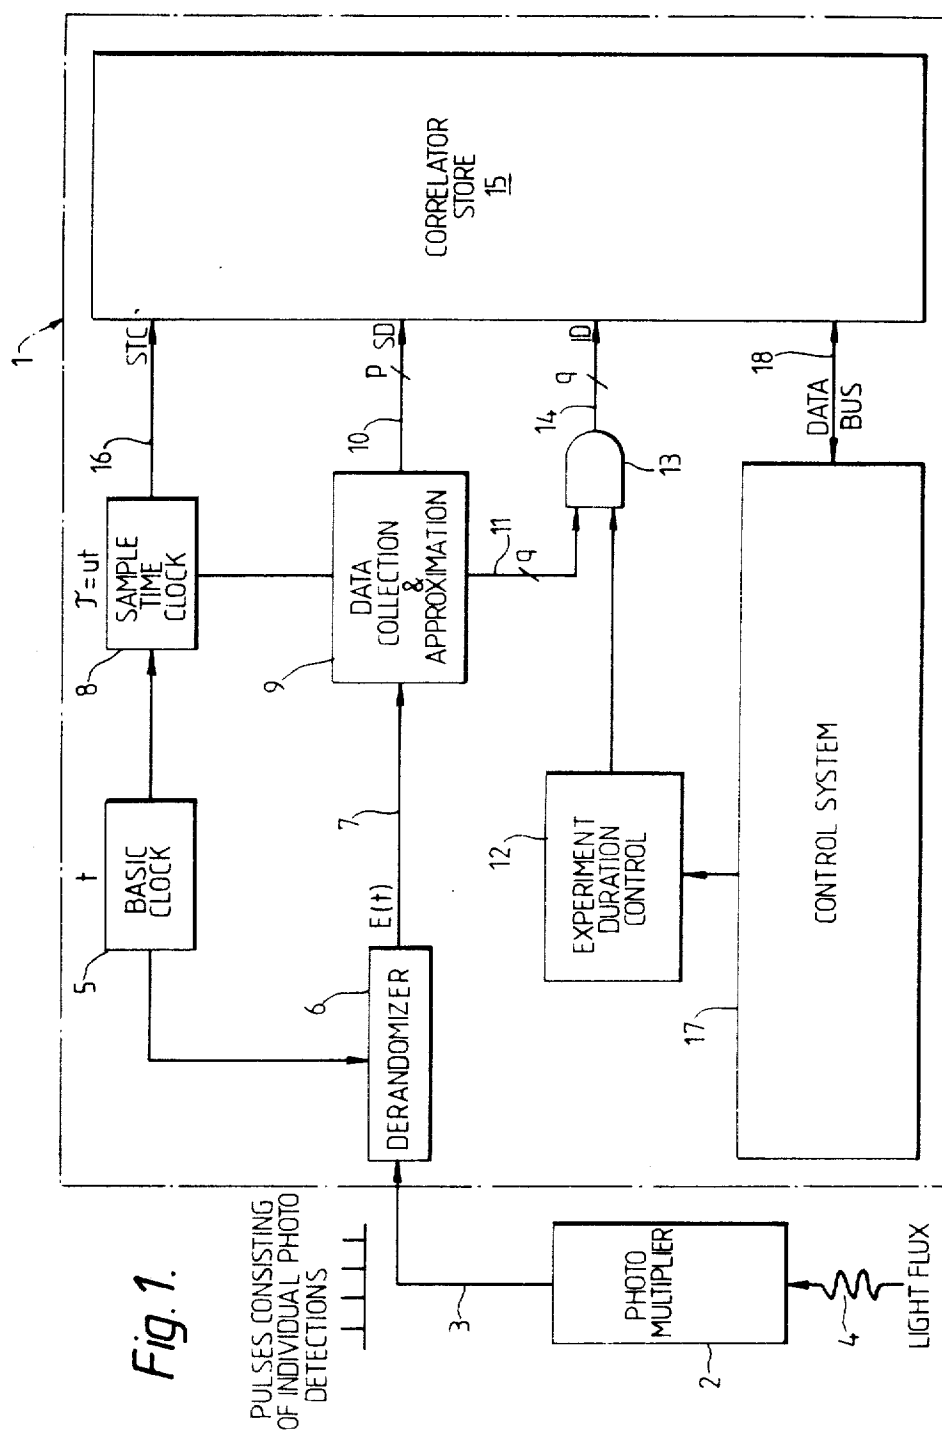 Fig. 1.
PULSES CONSISTING
OF INDIVIDUAL PHOTO
DETECTIONS
LIGHT FLUX
4
PHOTO
MULTIPLIER
2
3
1
t
BASIC
CLOCK
5
𝒯=ut
SAMPLE
TIME
CLOCK
8
16
STC
DERANDOMIZER
6
E(t)
7
DATA
COLLECTION
&
APPROXIMATION
9
10
P
SD
11
q
EXPERIMENT
DURATION
CONTROL
12
13
14
q
ID
CORRELATOR
STORE
15
CONTROL SYSTEM
17
DATA
BUS
18